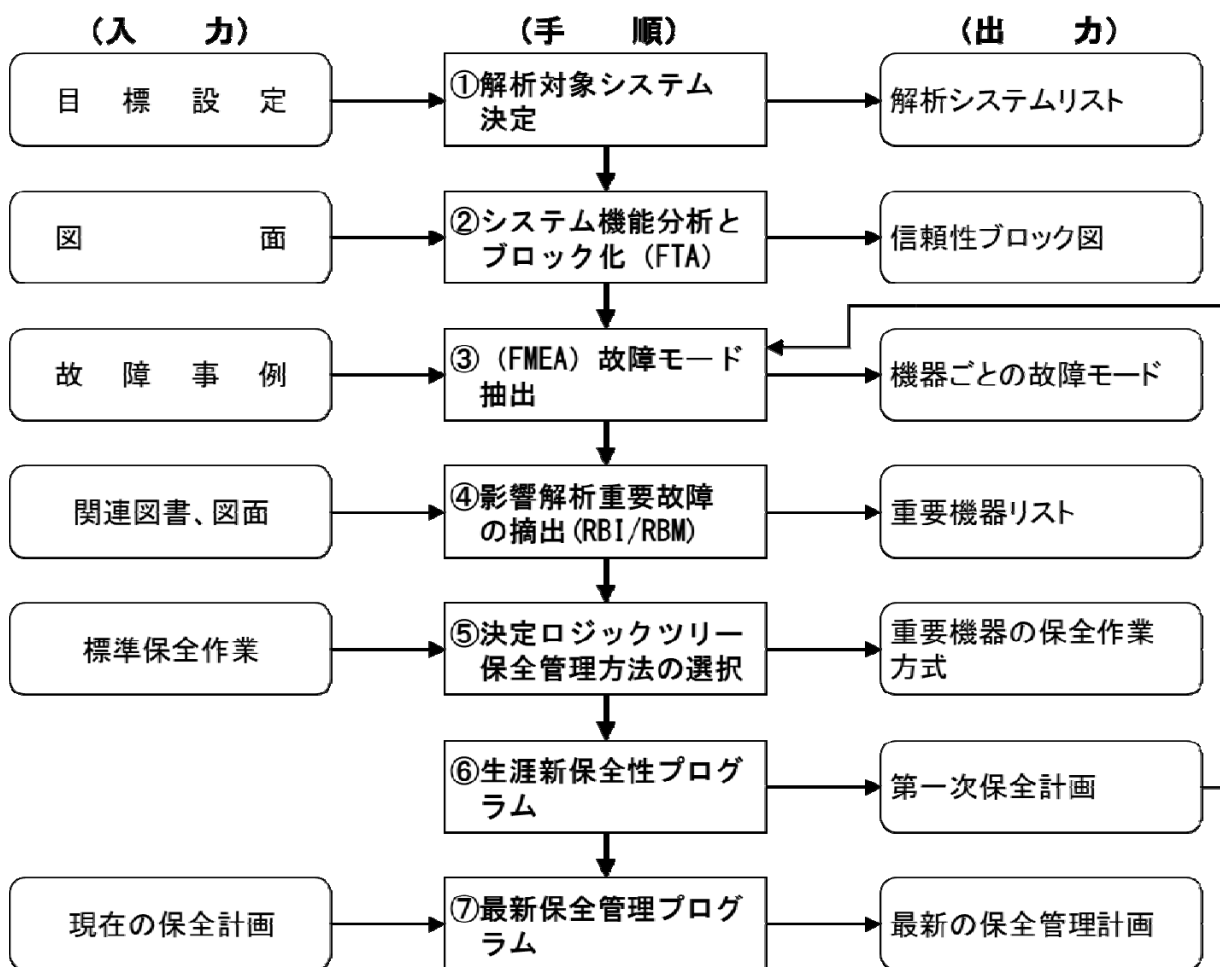 (入 力)
(手 順)
(出 力)
目 標 設 定
①解析対象システム
決定
解析システムリスト
図 面
②システム機能分析と
ブロック化(FTA)
信頼性ブロック図
故 障 事 例
③(FMEA)故障モード
抽出
機器ごとの故障モード
関連図書、図面
④影響解析重要故障
の摘出(RBI/RBM)
重要機器リスト
標準保全作業
⑤決定ロジックツリー
保全管理方法の選択
重要機器の保全作業
方式
⑥生涯新保全性プログ
ラム
第一次保全計画
現在の保全計画
⑦最新保全管理プログ
ラム
最新の保全管理計画